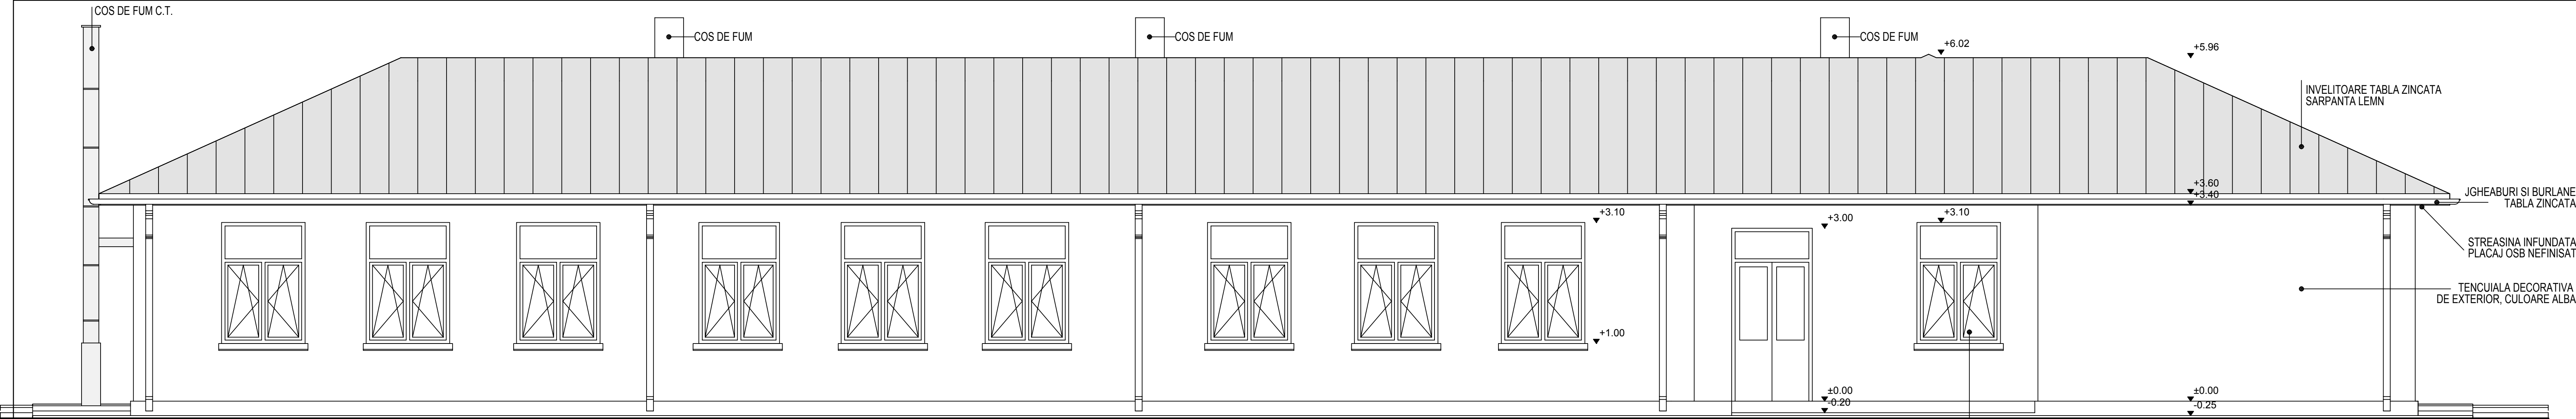 COS DE FUM C.T.
COS DE FUM
COS DE FUM
COS DE FUM
+6.02
+5.96
INVELITOARE TABLA ZINCATA
SARPANTA LEMN
+3.60
+3.40
JGHEABURI SI BURLANE
TABLA ZINCATA
+3.10
+3.00
+3.10
STREASINA INFUNDATA
PLACAJ OSB NEFINISAT
TENCUIALA DECORATIVA
DE EXTERIOR, CULOARE ALBA
+1.00
±0.00
-0.20
±0.00
-0.25